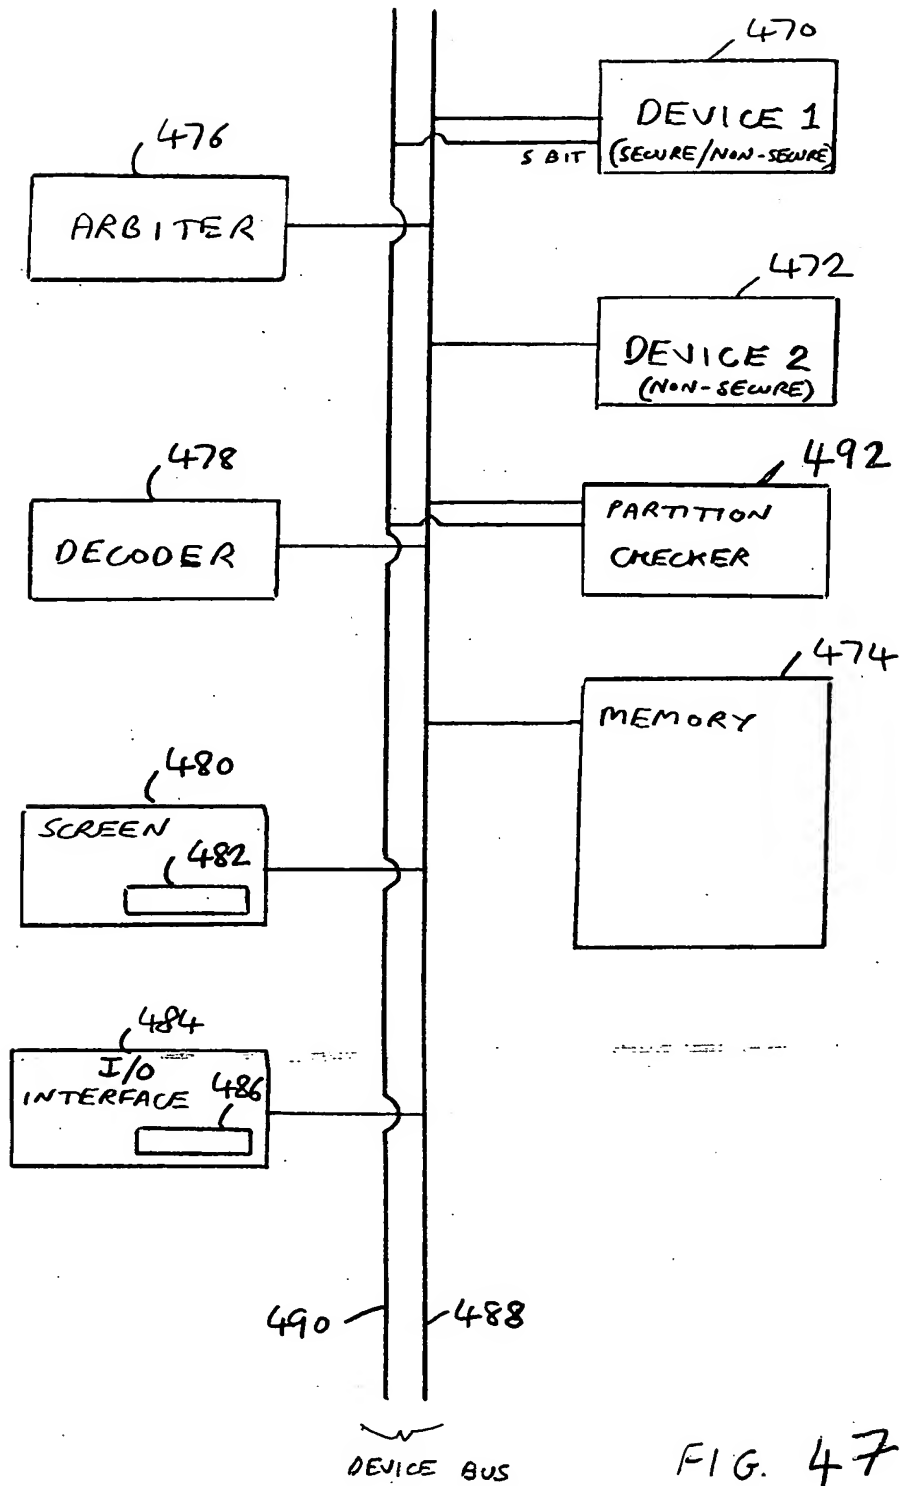 470
DEVICE 1
(SECURE/NON-SECURE)
S BIT
476
ARBITER
472
DEVICE 2
(NON-SECURE)
478
DECODER
492
PARTITION
CHECKER
474
MEMORY
480
SCREEN
482
484
I/O
INTERFACE
486
490
488
DEVICE BUS
FIG. 47